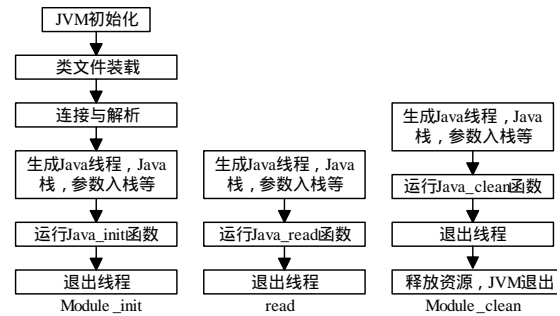 JVM初始化
类文件装载
连接与解析
生成Java线程，Java
栈，参数入栈等
运行Java_init函数
退出线程
Module_init
生成Java线程，Java
栈，参数入栈等
运行Java_read函数
退出线程
read
生成Java线程，Java
栈，参数入栈等
运行Java_clean函数
退出线程
释放资源，JVM退出
Module_clean